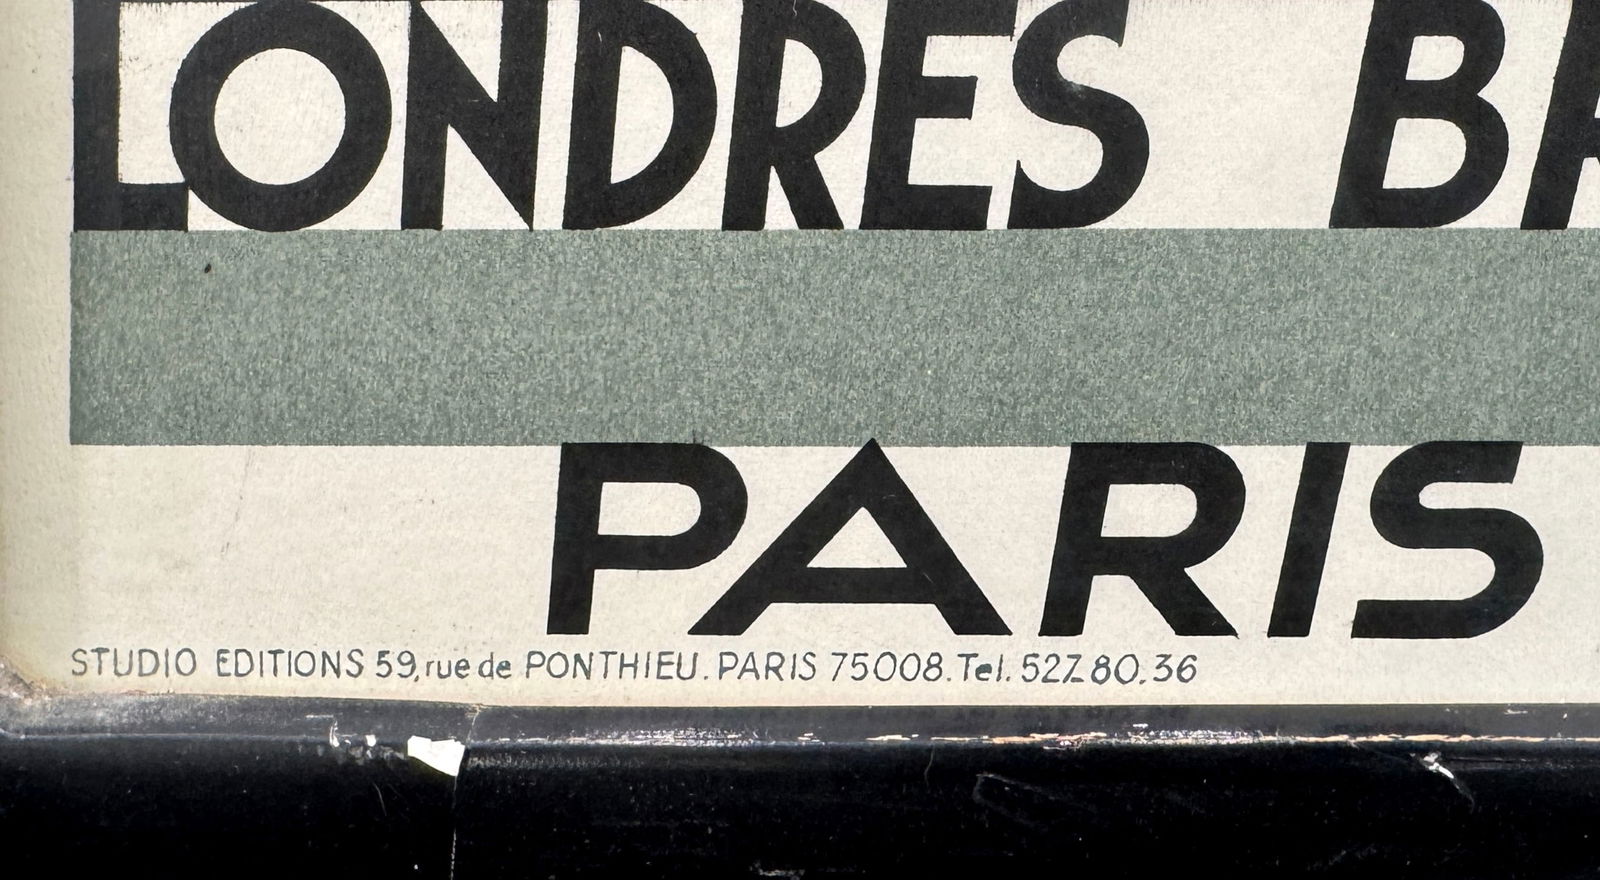 LONDRES
PARIS
STUDIO EDITIONS 59, rue de PONTHIEU. PARIS 75008. Tel. 527.80.36